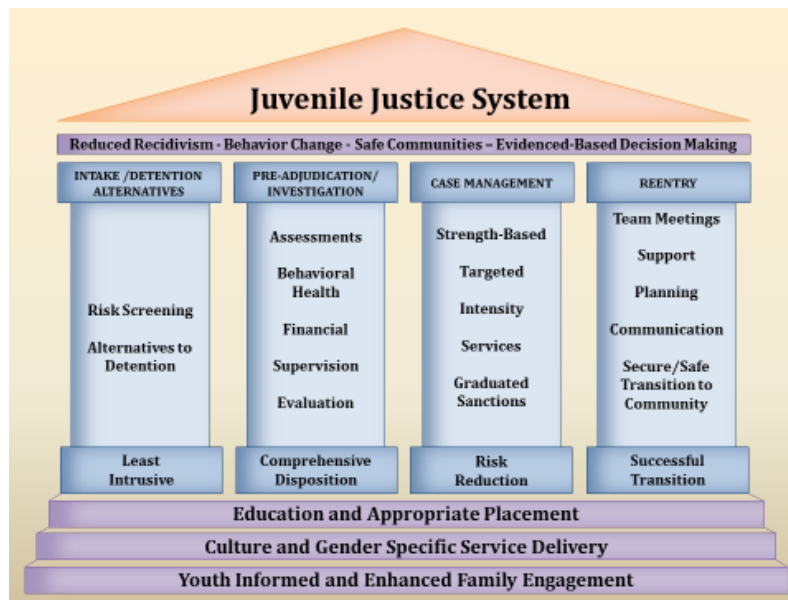 Juvenile Justice System
Reduced Recidivism - Behavior Change - Safe Communities – Evidenced-Based Decision Making
INTAKE /DETENTION
ALTERNATIVES
Risk Screening
Alternatives to
Detention
Least
Intrusive
PRE-ADJUDICATION/
INVESTIGATION
Assessments
Behavioral
Health
Financial
Supervision
Evaluation
Comprehensive
Disposition
CASE MANAGEMENT
Strength-Based
Targeted
Intensity
Services
Graduated
Sanctions
Risk
Reduction
REENTRY
Team Meetings
Support
Planning
Communication
Secure/Safe
Transition to
Community
Successful
Transition
Education and Appropriate Placement
Culture and Gender Specific Service Delivery
Youth Informed and Enhanced Family Engagement